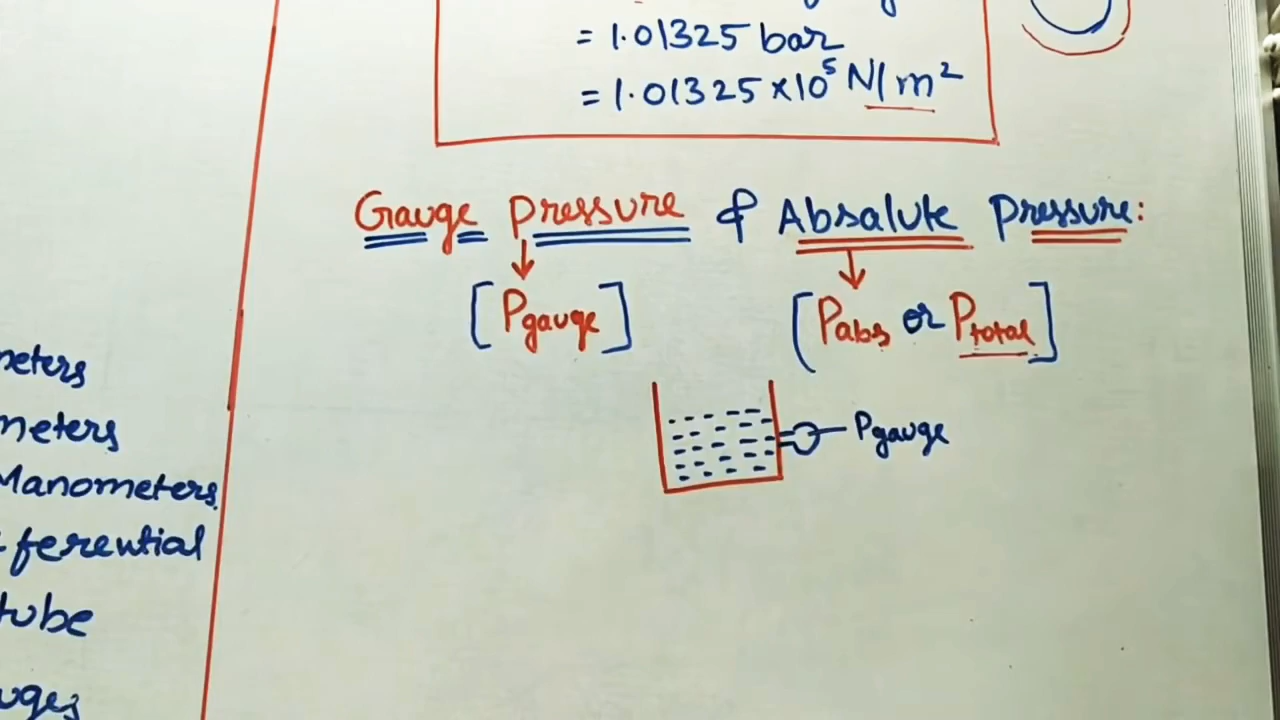 = 1.01325 bar
= 1.01325 × 10⁵ N/m²
Gauge Pressure & Absalute Pressure:
[Pgauge] [Pabs or Ptotal]
Pgauge
meters
meters
Manometers
ferential
tube
uges